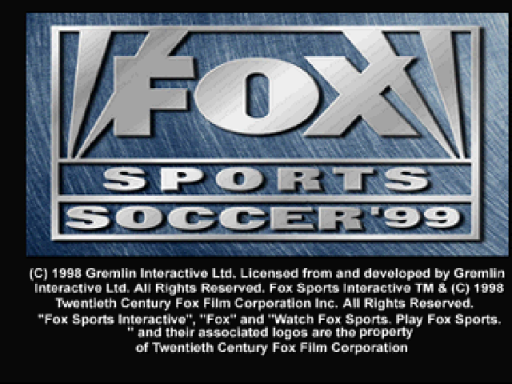 FOX
SPORTS
SOCCER'99
(C) 1998 Gremlin Interactive Ltd. Licensed from and developed by Gremlin
Interactive Ltd. All Rights Reserved. Fox Sports Interactive TM & (C) 1998
Twentieth Century Fox Film Corporation Inc. All Rights Reserved.
"Fox Sports Interactive", "Fox" and "Watch Fox Sports. Play Fox Sports.
" and their associated logos are the property
of Twentieth Century Fox Film Corporation